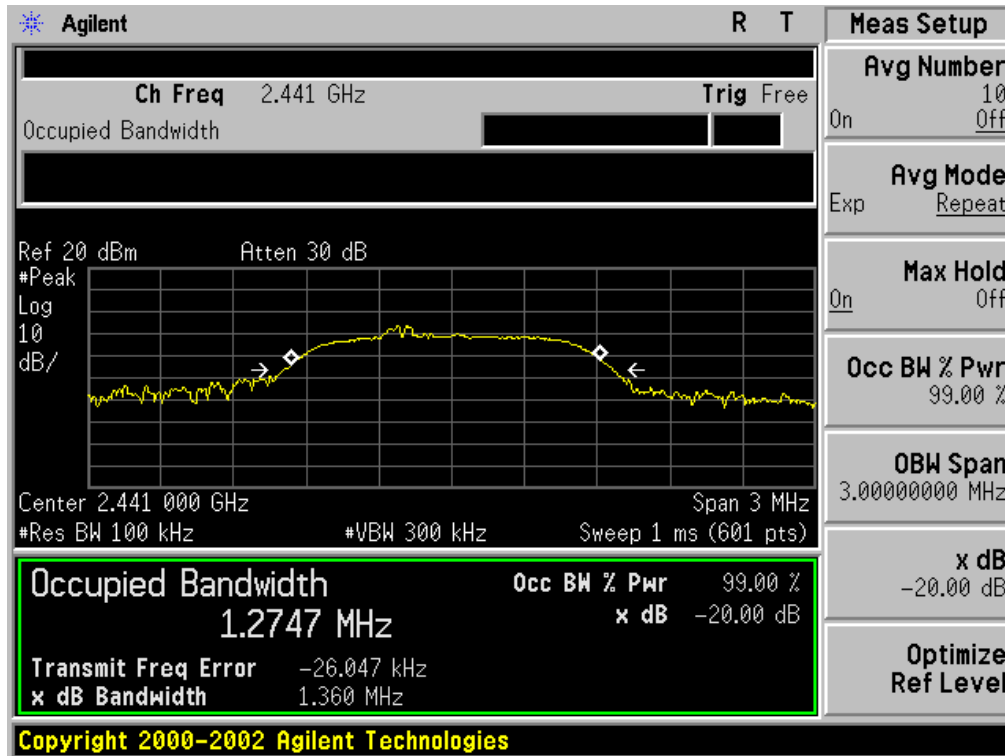 Agilent R T
Ch Freq 2.441 GHz Trig Free
Occupied Bandwidth
Ref 20 dBm Atten 30 dB
#Peak
Log
10
dB/
Center 2.441 000 GHz Span 3 MHz
#Res BW 100 kHz #VBW 300 kHz Sweep 1 ms (601 pts)
Occupied Bandwidth
1.2747 MHz
Occ BW % Pwr 99.00 %
x dB -20.00 dB
Transmit Freq Error -26.047 kHz
x dB Bandwidth 1.360 MHz
Copyright 2000-2002 Agilent Technologies
Meas Setup
Avg Number
10
On Off
Avg Mode
Exp Repeat
Max Hold
On Off
Occ BW % Pwr
99.00 %
OBW Span
3.00000000 MHz
x dB
-20.00 dB
Optimize
Ref Level